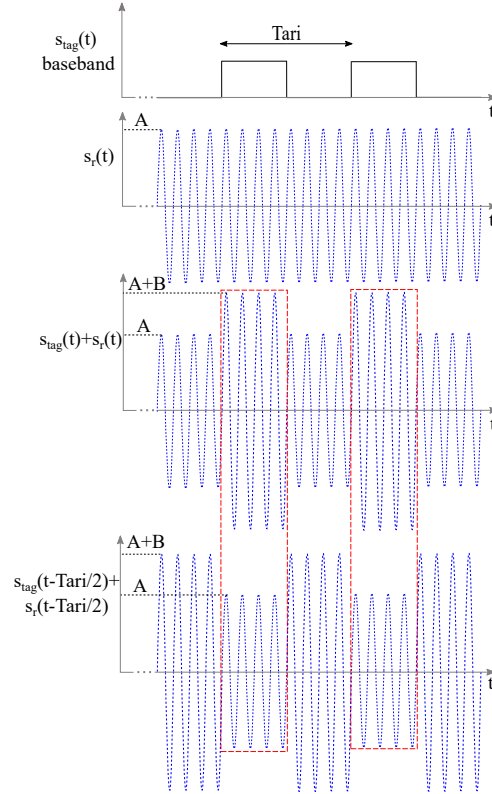 s_tag(t)
baseband
Tari
... t
A
s_r(t)
... t
A+B
A
s_tag(t)+s_r(t)
... t
A+B
s_tag(t-Tari/2)+
A
s_r(t-Tari/2)
... t